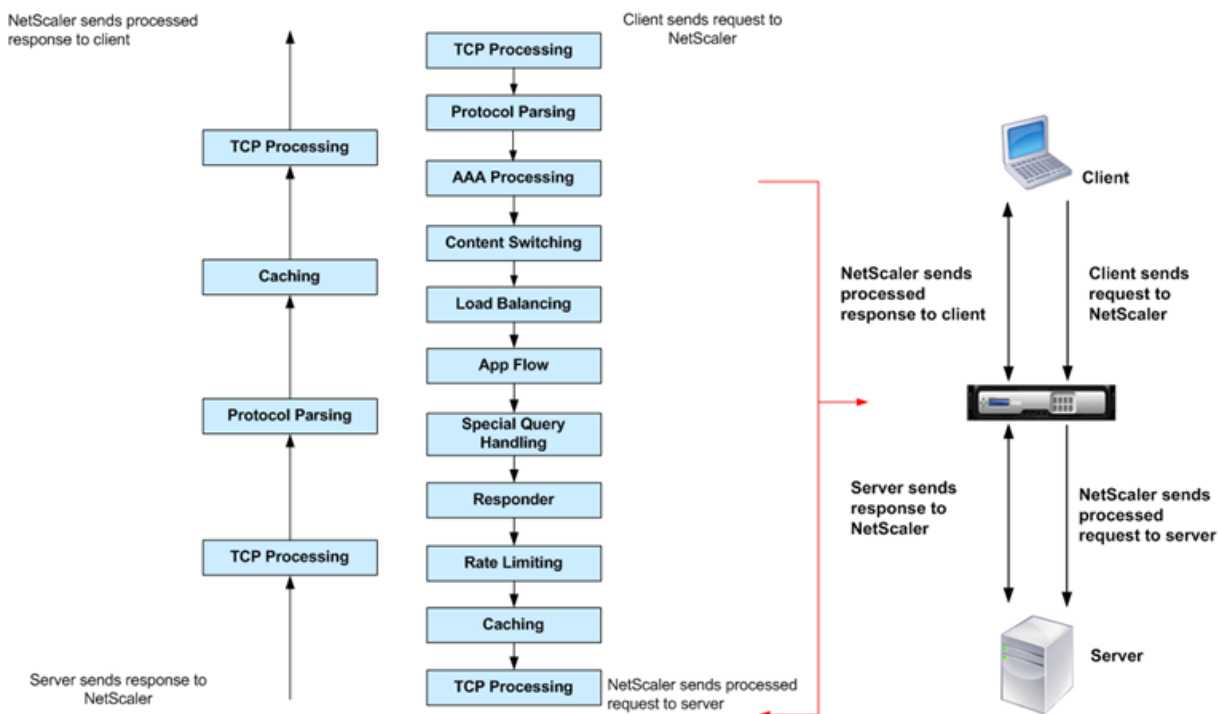 NetScaler sends processed
response to client
TCP Processing
Caching
Protocol Parsing
TCP Processing
Server sends response to
NetScaler
Client sends request to
NetScaler
TCP Processing
Protocol Parsing
AAA Processing
Content Switching
Load Balancing
App Flow
Special Query
Handling
Responder
Rate Limiting
Caching
TCP Processing
NetScaler sends processed
request to server
Client
NetScaler sends
processed
response to client
Client sends
request to
NetScaler
Server sends
response to
NetScaler
NetScaler sends
processed
request to server
Server